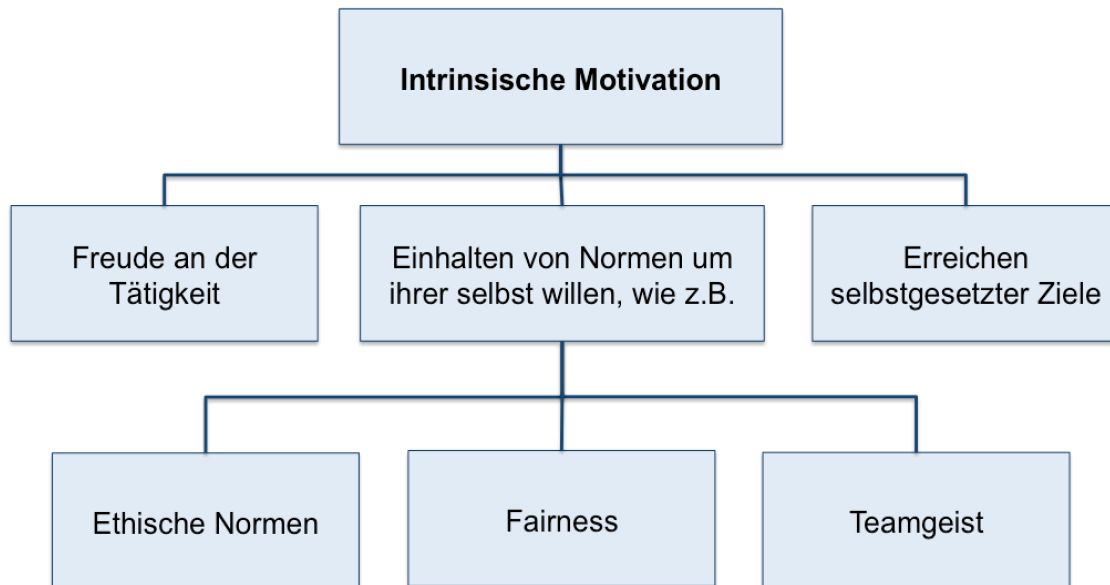 Intrinsische Motivation
Freude an der
Tätigkeit
Einhalten von Normen um
ihrer selbst willen, wie z.B.
Erreichen
selbstgesetzter Ziele
Ethische Normen
Fairness
Teamgeist